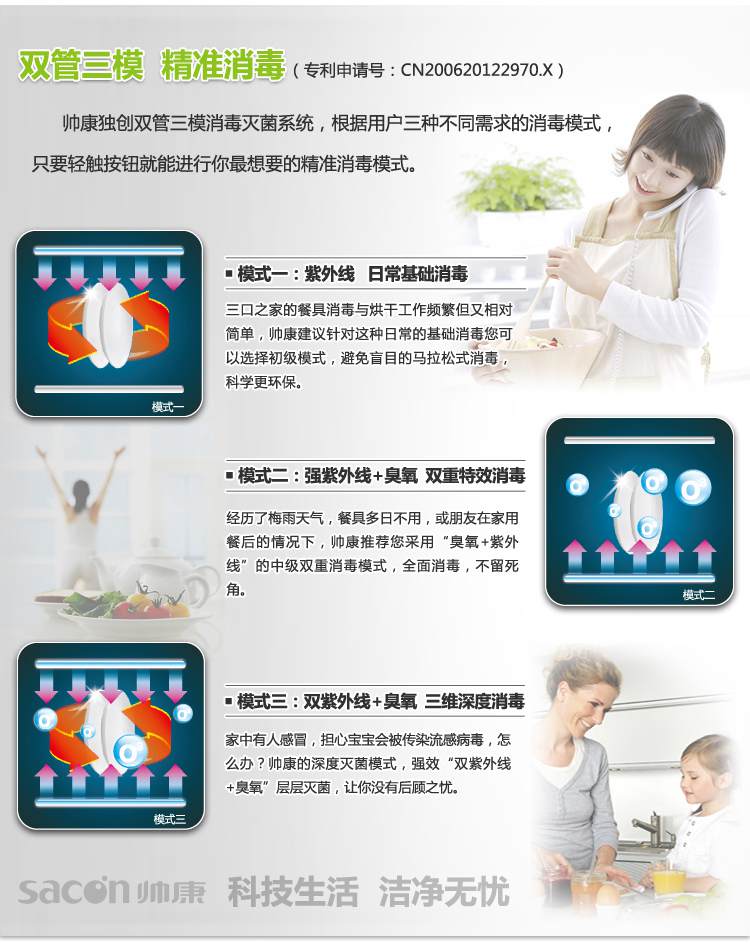 双管三模 精准消毒（专利申请号：CN200620122970.X）
帅康独创双管三模消毒灭菌系统，根据用户三种不同需求的消毒模式，
只要轻触按钮就能进行你最想要的精准消毒模式。
模式一
▪ 模式一：紫外线 日常基础消毒
三口之家的餐具消毒与烘干工作频繁但又相对
简单，帅康建议针对这种日常的基础消毒您可
以选择初级模式，避免盲目的马拉松式消毒，
科学更环保。
▪ 模式二：强紫外线+臭氧 双重特效消毒
经历了梅雨天气，餐具多日不用，或朋友在家用
餐后的情况下，帅康推荐您采用“臭氧+紫外
线”的中级双重消毒模式，全面消毒，不留死
角。
模式二
模式三
▪ 模式三：双紫外线+臭氧 三维深度消毒
家中有人感冒，担心宝宝会被传染流感病毒，怎
么办？帅康的深度灭菌模式，强效“双紫外线
+臭氧”层层灭菌，让你没有后顾之忧。
sacon 帅康 科技生活 洁净无忧